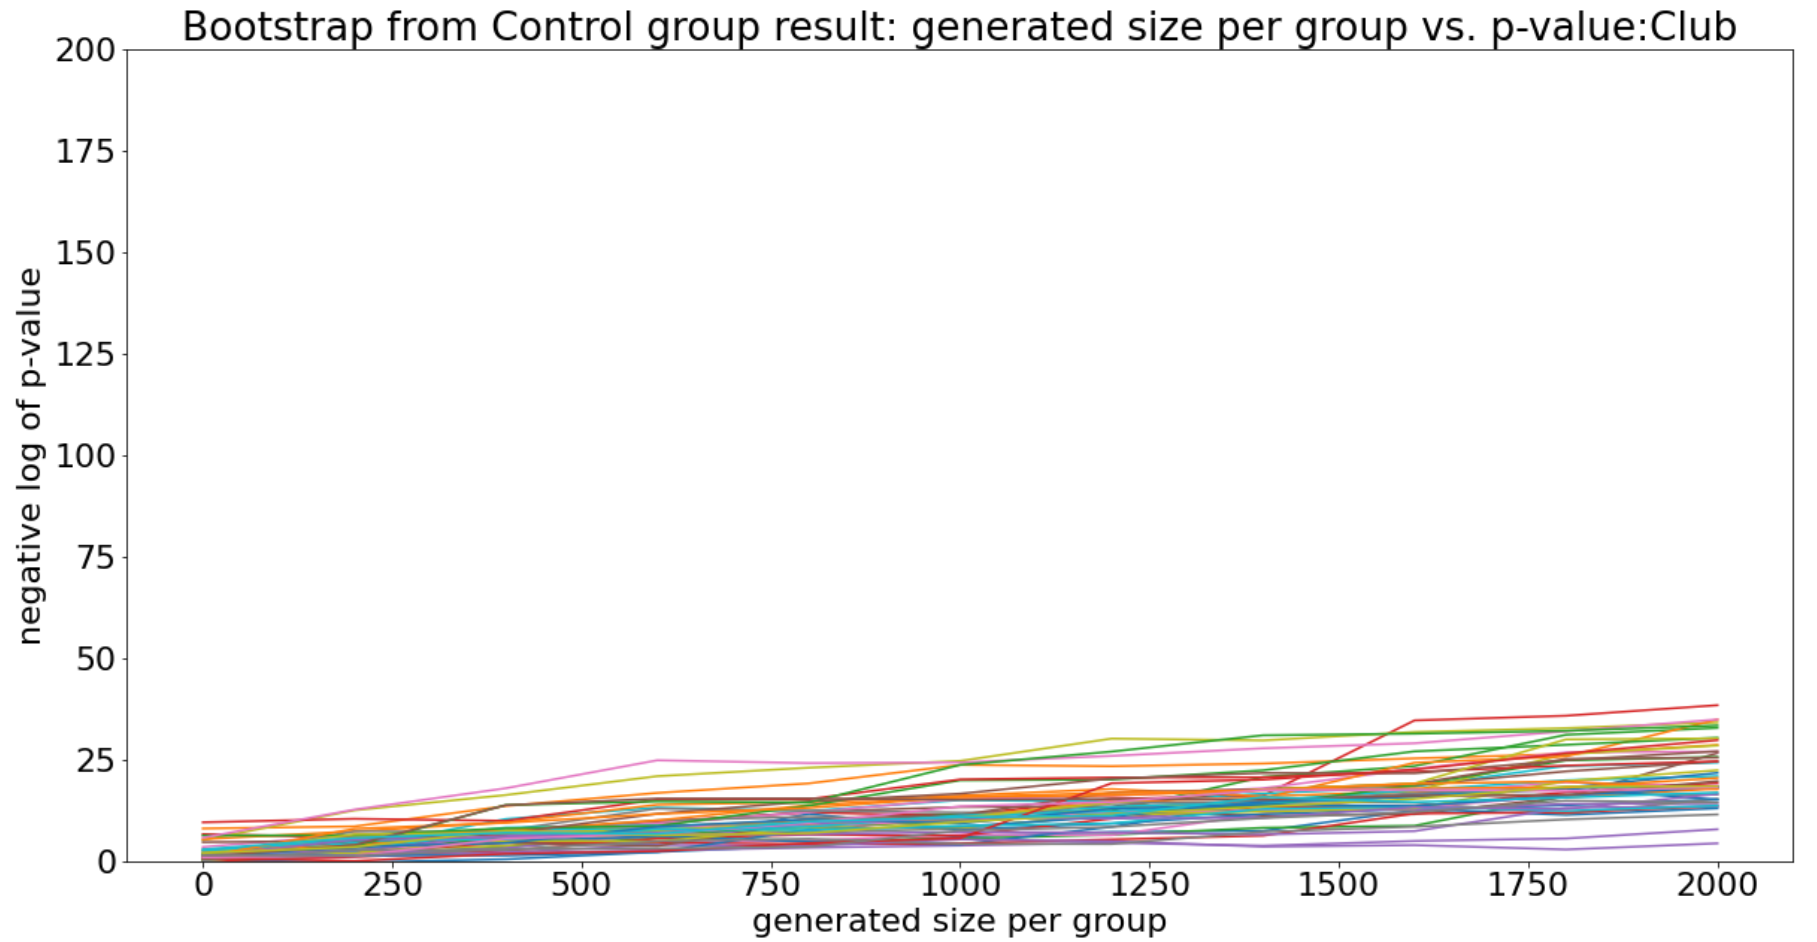 Bootstrap from Control group result: generated size per group vs. p-value:Club
200
175
150
125
100
75
50
25
0
negative log of p-value
0 250 500 750 1000 1250 1500 1750 2000
generated size per group